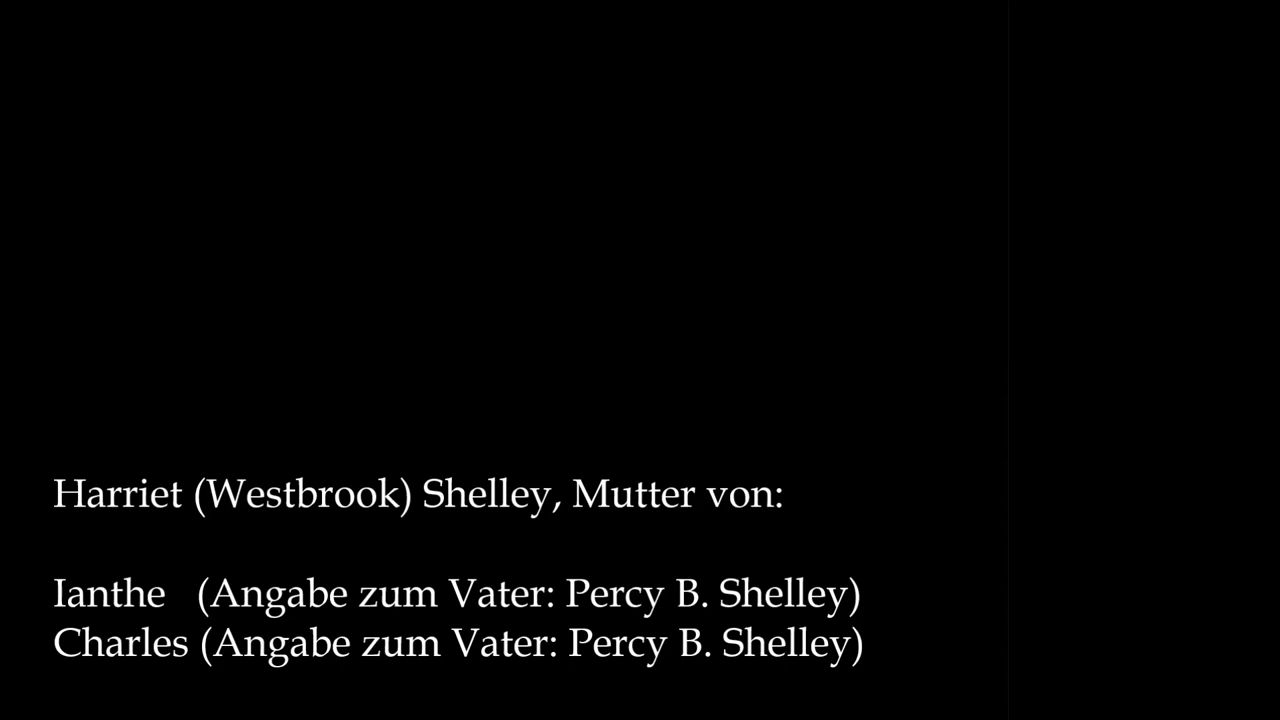 Harriet (Westbrook) Shelley, Mutter von:
Ianthe (Angabe zum Vater: Percy B. Shelley)
Charles (Angabe zum Vater: Percy B. Shelley)